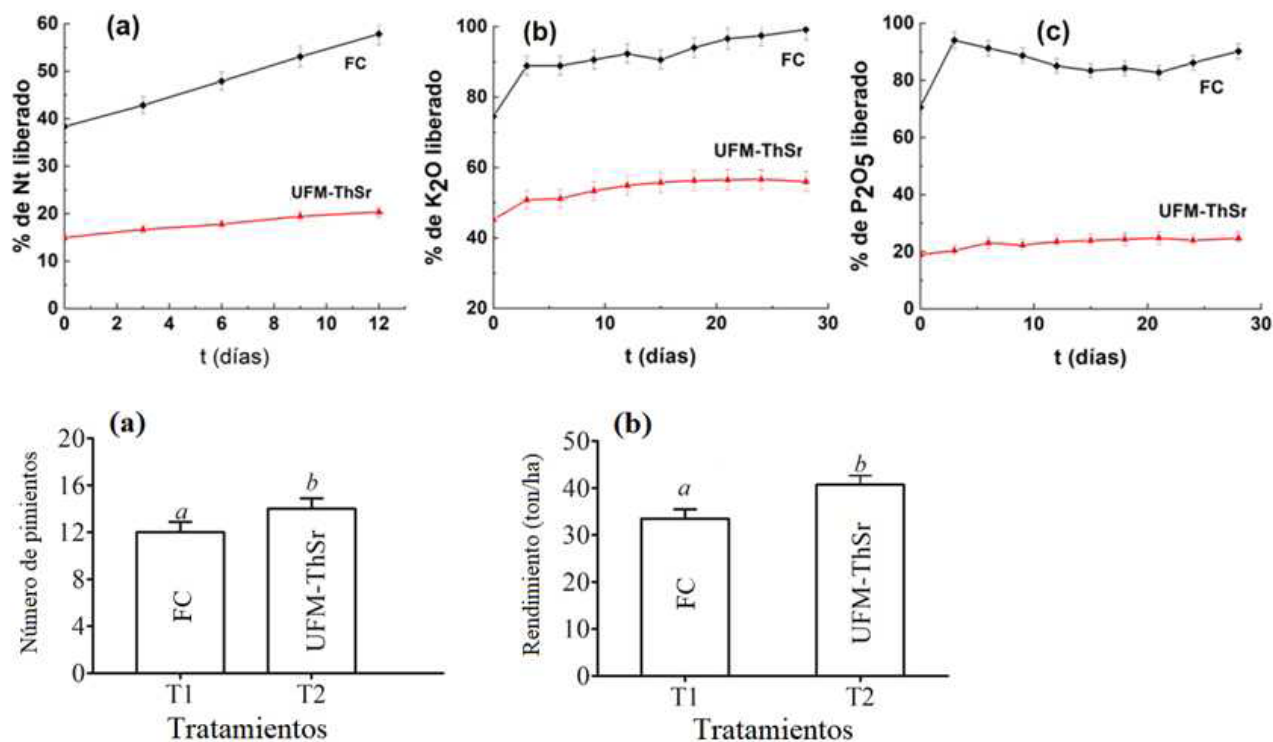 (a)
% de Nt liberado
60
50
40
30
20
10
0
FC
UFM-ThSr
0 2 4 6 8 10 12
t (días)
(b)
% de K2O liberado
100
80
60
40
20
FC
UFM-ThSr
0 10 20 30
t (días)
(c)
% de P2O5 liberado
100
80
60
40
20
0
FC
UFM-ThSr
0 10 20 30
t (días)
(a)
Número de pimientos
20
16
12
8
4
0
a
b
FC
UFM-ThSr
T1 T2
Tratamientos
(b)
Rendimiento (ton/ha)
50
40
30
20
10
0
a
b
FC
UFM-ThSr
T1 T2
Tratamientos